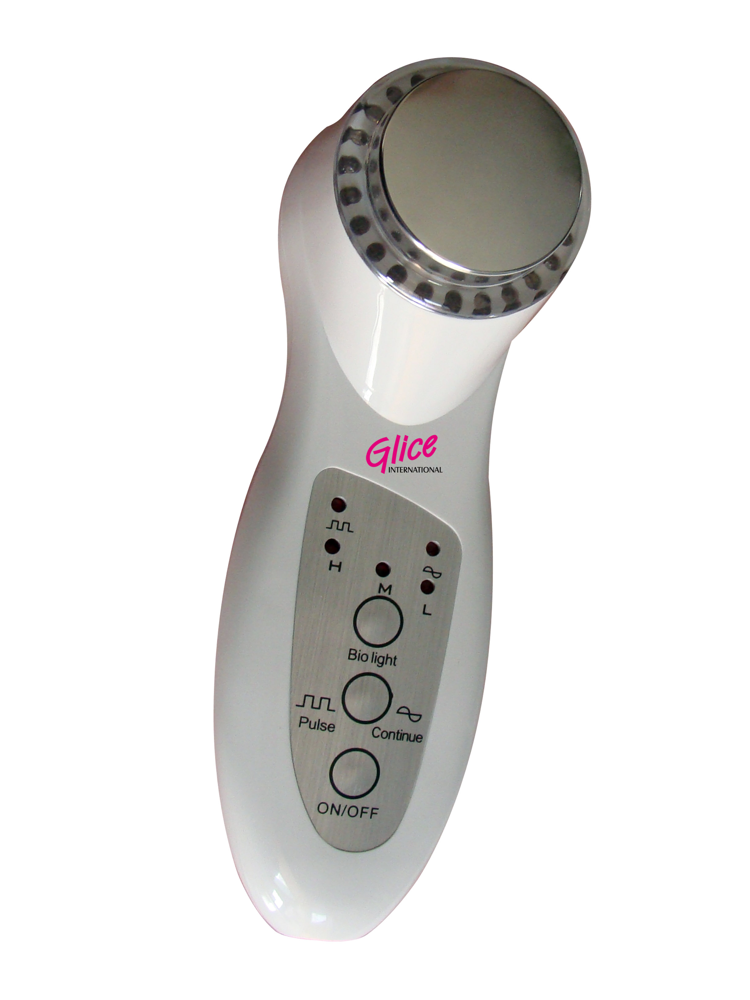 Glice
INTERNATIONAL
H
M
L
Bio light
Pulse
Continue
ON/OFF